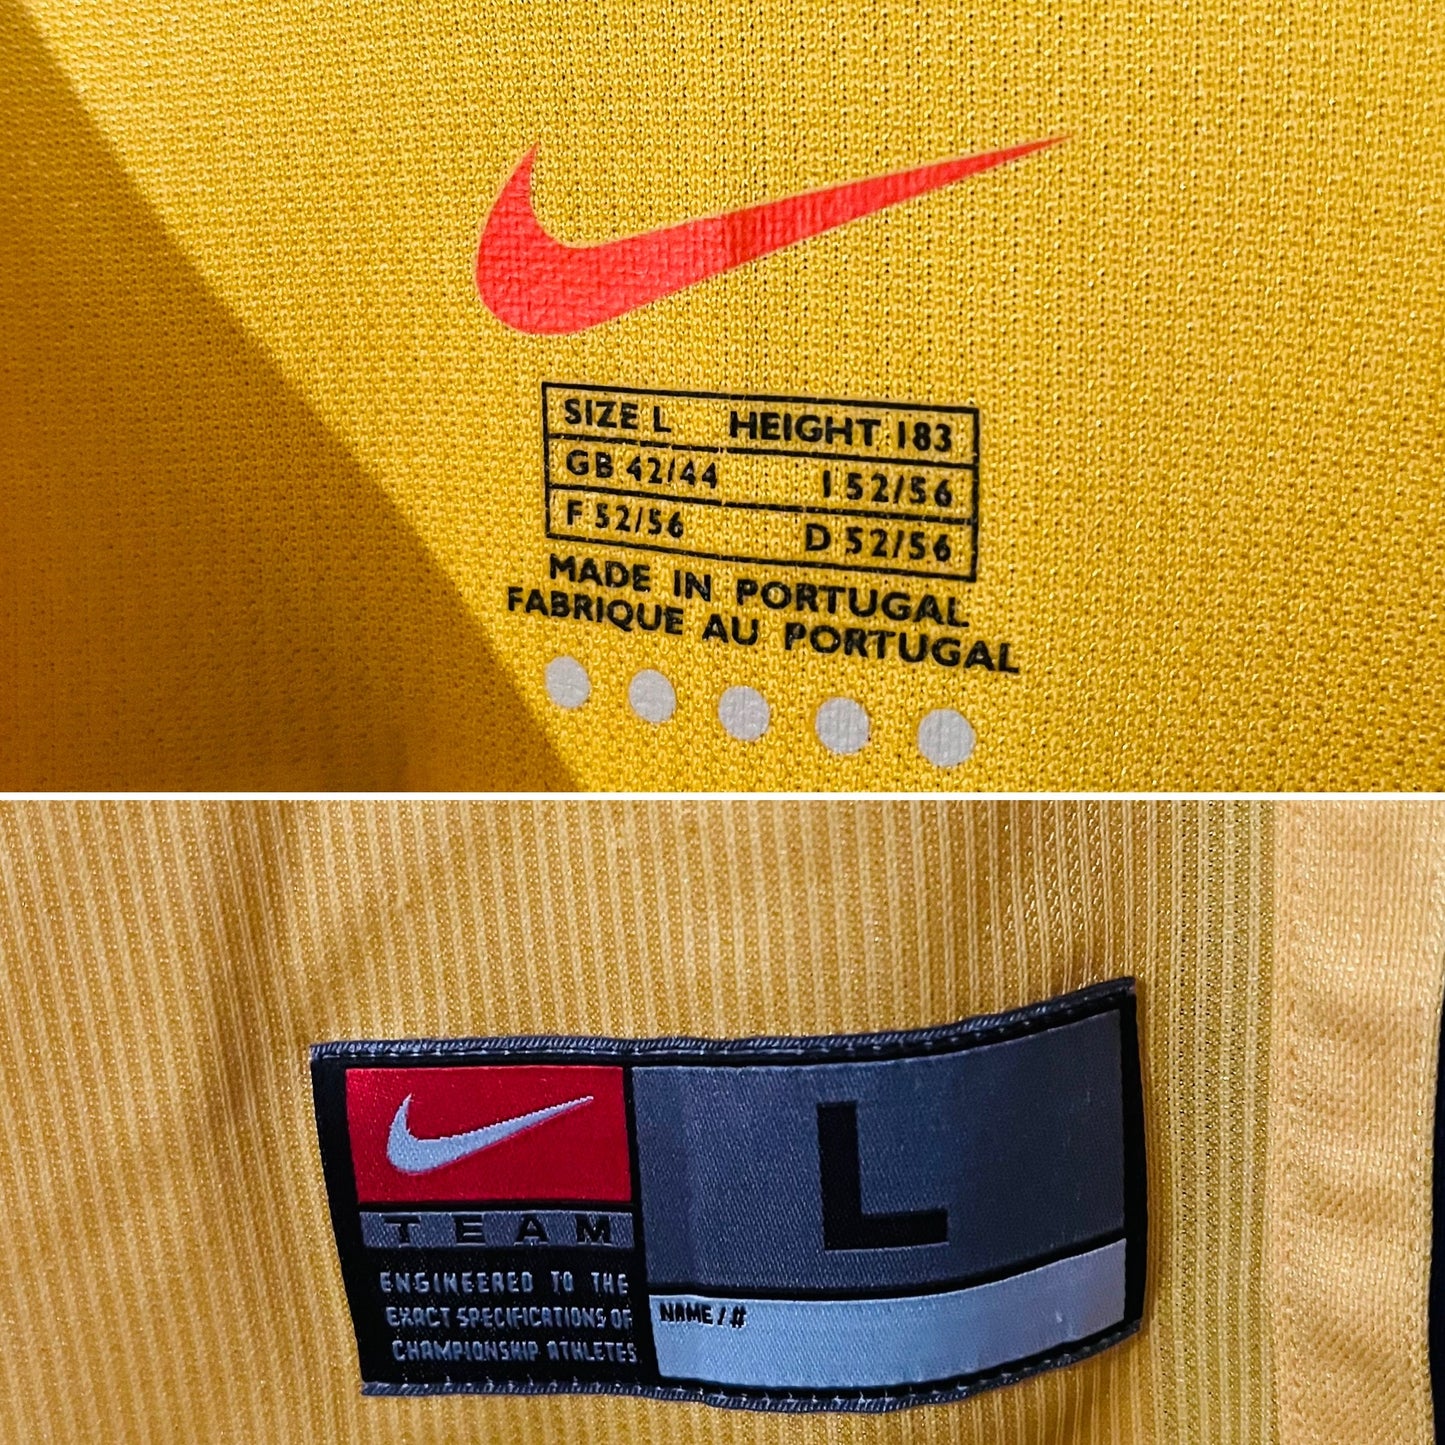 SIZE L HEIGHT 183
GB 42/44 I 52/56
F 52/56 D 52/56
MADE IN PORTUGAL
FABRIQUE AU PORTUGAL
TEAM
L
ENGINEERED TO THE
EXACT SPECIFICATIONS OF
CHAMPIONSHIP ATHLETES
NAME / #